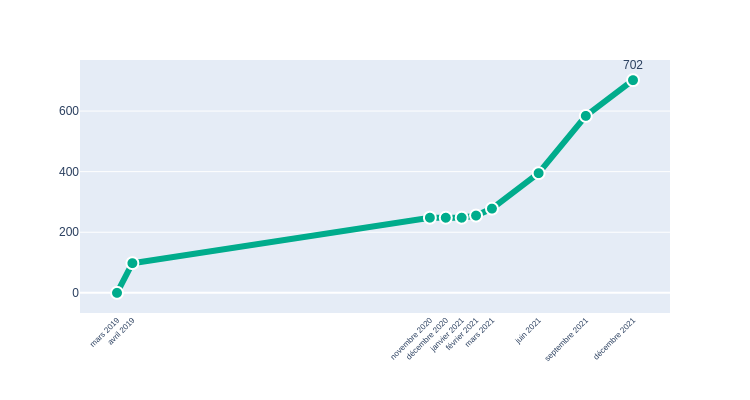 702
600
400
200
0
mars 2019
avril 2019
novembre 2020
décembre 2020
janvier 2021
février 2021
mars 2021
juin 2021
septembre 2021
décembre 2021